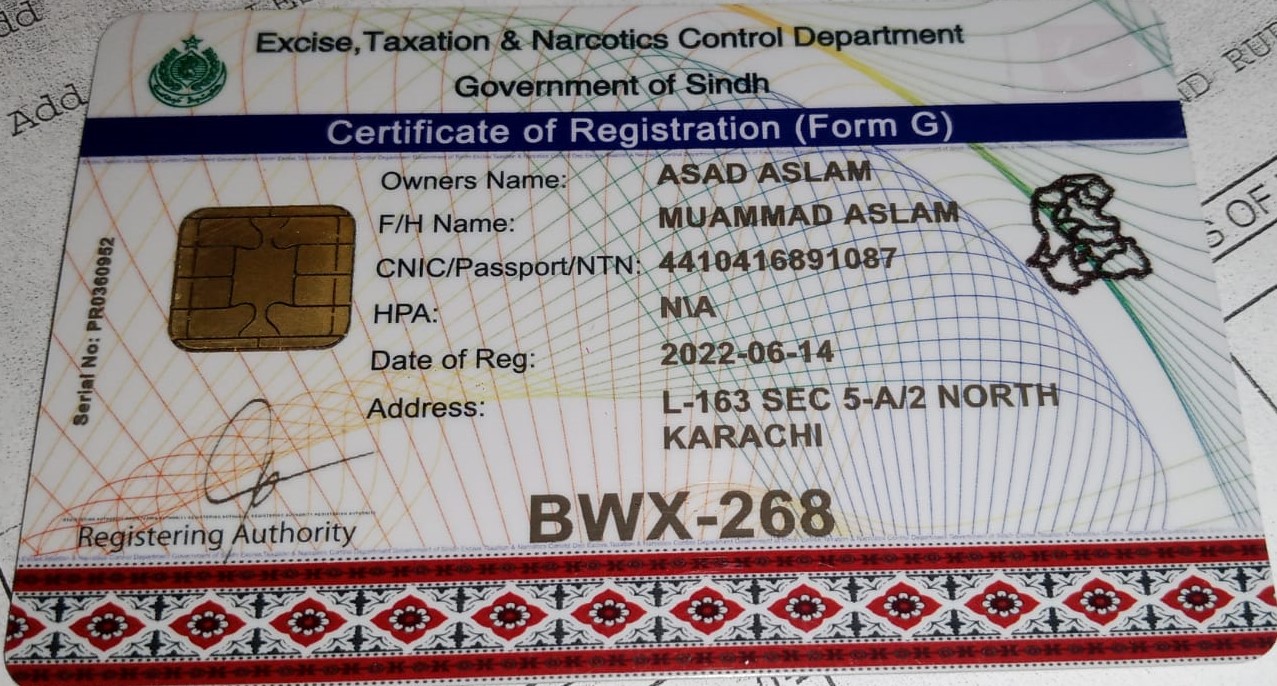 Add
Excise,Taxation & Narcotics Control Department
Government of Sindh
Certificate of Registration (Form G)
Owners Name: ASAD ASLAM
F/H Name: MUAMMAD ASLAM
CNIC/Passport/NTN: 4410416891087
HPA: N\A
Date of Reg: 2022-06-14
Address: L-163 SEC 5-A/2 NORTH
KARACHI
Serial No: PR0360952
BWX-268
Registering Authority